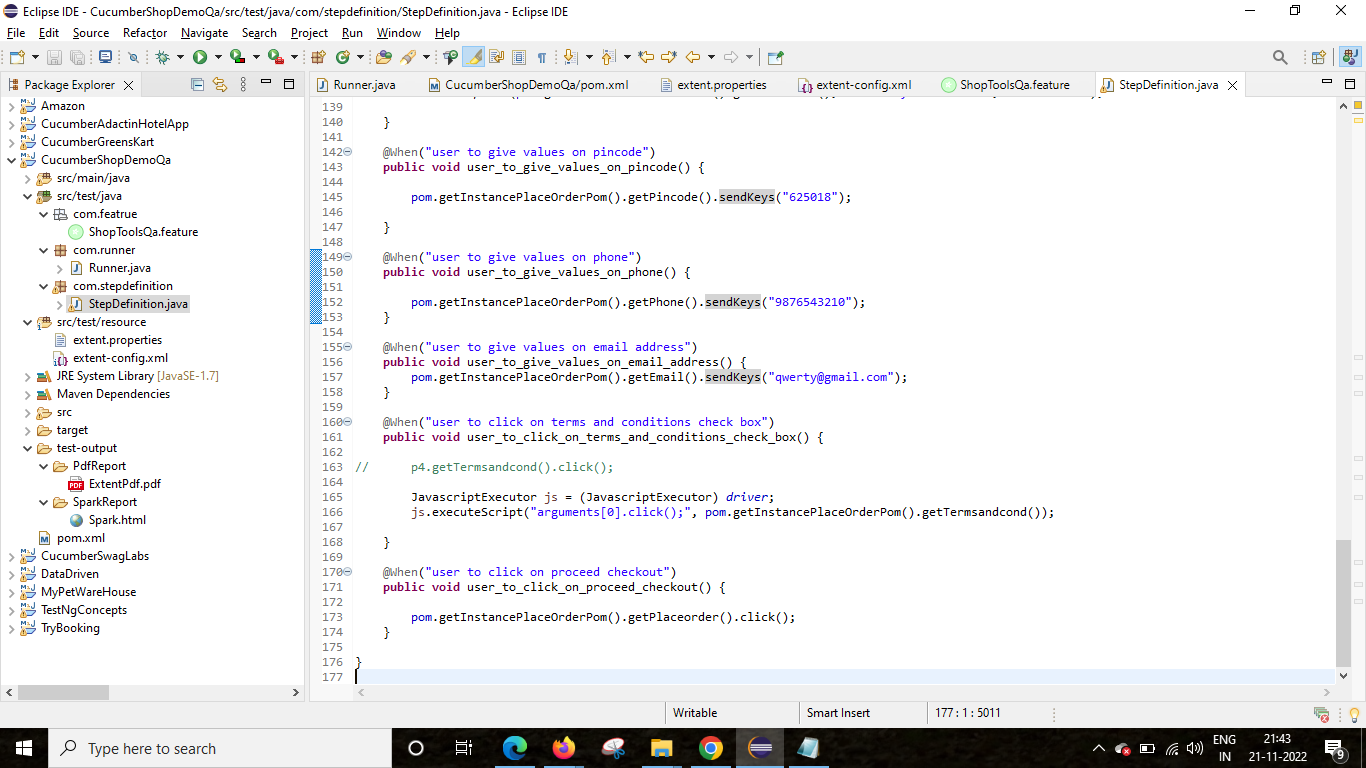 Eclipse IDE - CucumberShopDemoQa/src/test/java/com/stepdefinition/StepDefinition.java - Eclipse IDE
File Edit Source Refactor Navigate Search Project Run Window Help
Package Explorer
Runner.java
CucumberShopDemoQa/pom.xml
extent.properties
extent-config.xml
ShopToolsQa.feature
StepDefinition.java
Amazon
CucumberAdactinHotelApp
CucumberGreensKart
CucumberShopDemoQa
src/main/java
src/test/java
com.featrue
ShopToolsQa.feature
com.runner
Runner.java
com.stepdefinition
StepDefinition.java
src/test/resource
extent.properties
extent-config.xml
JRE System Library [JavaSE-1.7]
Maven Dependencies
src
target
test-output
PdfReport
ExtentPdf.pdf
SparkReport
Spark.html
pom.xml
CucumberSwagLabs
DataDriven
MyPetWareHouse
TestNgConcepts
TryBooking
139
140 }
141
142 @When("user to give values on pincode")
143 public void user_to_give_values_on_pincode() {
144
145 pom.getInstancePlaceOrderPom().getPincode().sendKeys("625018");
146
147 }
148
149 @When("user to give values on phone")
150 public void user_to_give_values_on_phone() {
151
152 pom.getInstancePlaceOrderPom().getPhone().sendKeys("9876543210");
153 }
154
155 @When("user to give values on email address")
156 public void user_to_give_values_on_email_address() {
157 pom.getInstancePlaceOrderPom().getEmail().sendKeys("qwerty@gmail.com");
158 }
159
160 @When("user to click on terms and conditions check box")
161 public void user_to_click_on_terms_and_conditions_check_box() {
162
163 // p4.getTermsandcond().click();
164
165 JavascriptExecutor js = (JavascriptExecutor) driver;
166 js.executeScript("arguments[0].click();", pom.getInstancePlaceOrderPom().getTermsandcond());
167
168 }
169
170 @When("user to click on proceed checkout")
171 public void user_to_click_on_proceed_checkout() {
172
173 pom.getInstancePlaceOrderPom().getPlaceorder().click();
174 }
175
176 }
177
Writable Smart Insert 177 : 1 : 5011
Type here to search
ENG
IN
21:43
21-11-2022
9